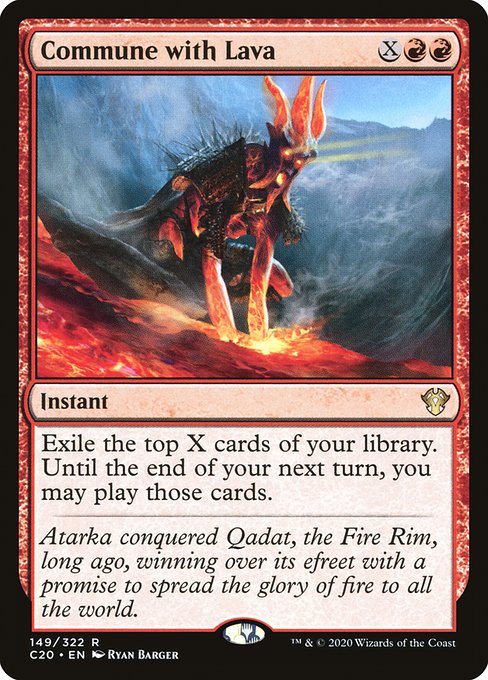 Commune with Lava X
Instant
Exile the top X cards of your library.
Until the end of your next turn, you
may play those cards.
Atarka conquered Qadat, the Fire Rim,
long ago, winning over its efreet with a
promise to spread the glory of fire to all
the world.
149/322 R
™ & © 2020 Wizards of the Coast
C20 • EN Ryan Barger